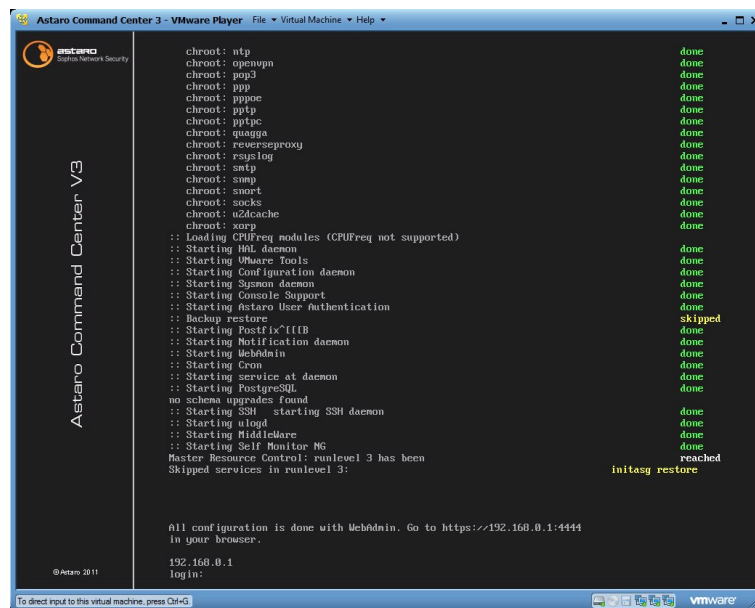 Astaro Command Center 3 - VMware Player File Virtual Machine Help
astaro
Sophos Network Security
Astaro Command Center V3
© Astaro 2011
chroot: ntp done
chroot: openvpn done
chroot: pop3 done
chroot: ppp done
chroot: pppoe done
chroot: pptp done
chroot: pptpc done
chroot: quagga done
chroot: reverseproxy done
chroot: rsyslog done
chroot: smtp done
chroot: snmp done
chroot: snort done
chroot: socks done
chroot: u2dcache done
chroot: xorp done
:: Loading CPUFreq modules (CPUFreq not supported)
:: Starting HAL daemon done
:: Starting VMware Tools done
:: Starting Configuration daemon done
:: Starting Sysmon daemon done
:: Starting Console Support done
:: Starting Astaro User Authentication done
:: Backup restore skipped
:: Starting Postfix^[[[B done
:: Starting Notification daemon done
:: Starting WebAdmin done
:: Starting Cron done
:: Starting service at daemon done
:: Starting PostgreSQL done
no schema upgrades found
:: Starting SSH starting SSH daemon done
:: Starting ulogd done
:: Starting MiddleWare done
:: Starting Self Monitor NG done
Master Resource Control: runlevel 3 has been reached
Skipped services in runlevel 3: initasg restore
All configuration is done with WebAdmin. Go to https://192.168.0.1:4444
in your browser.
192.168.0.1
login:
To direct input to this virtual machine, press Ctrl+G.
vmware